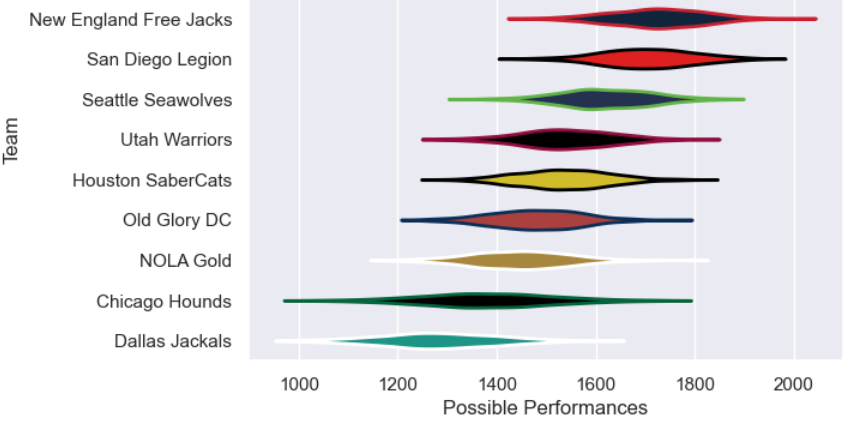 New England Free Jacks
San Diego Legion
Seattle Seawolves
Utah Warriors
Houston SaberCats
Old Glory DC
NOLA Gold
Chicago Hounds
Dallas Jackals
Team
1000 1200 1400 1600 1800 2000
Possible Performances